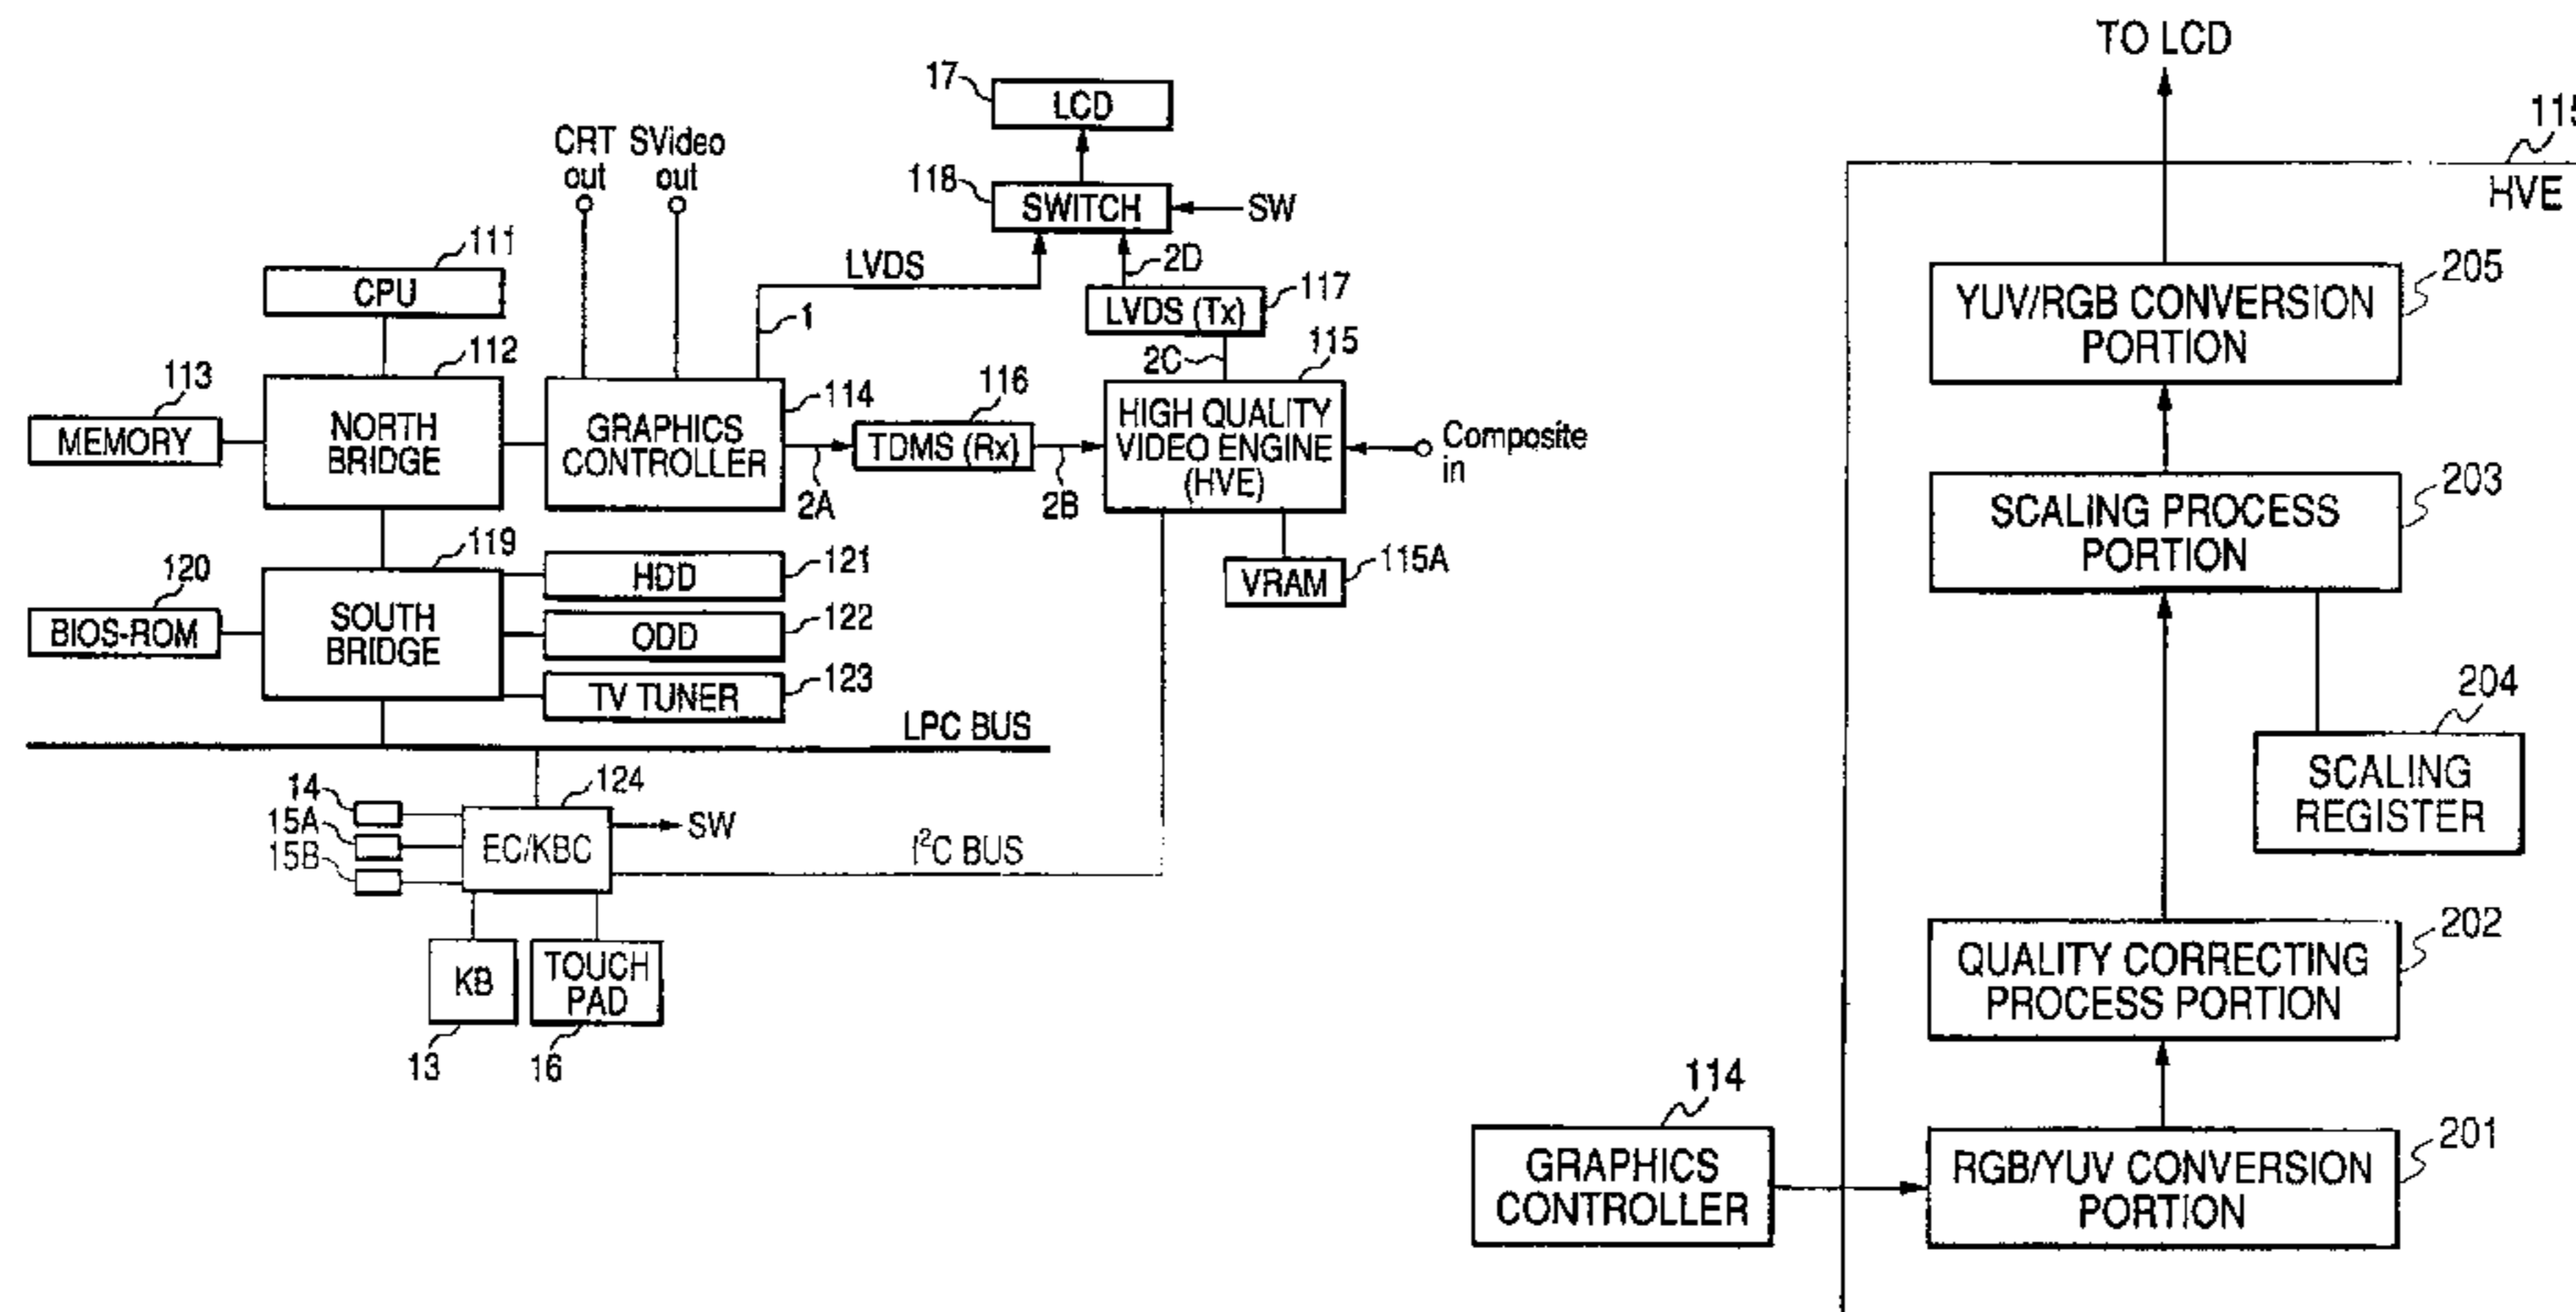 17
LCD
CRT
out
SVideo
out
118
SWITCH
SW
111
CPU
LVDS
2D
LVDS (Tx)
117
1
2C
115
112
113
MEMORY
NORTH
BRIDGE
GRAPHICS
CONTROLLER
114
116
TDMS (Rx)
2A
2B
HIGH QUALITY
VIDEO ENGINE
(HVE)
Composite
in
VRAM
115A
119
120
BIOS-ROM
SOUTH
BRIDGE
HDD
121
ODD
122
TV TUNER
123
LPC BUS
124
14
15A
15B
EC/KBC
SW
I²C BUS
KB
13
TOUCH
PAD
16
TO LCD
115
HVE
YUV/RGB CONVERSION
PORTION
205
SCALING PROCESS
PORTION
203
204
SCALING
REGISTER
QUALITY CORRECTING
PROCESS PORTION
202
114
GRAPHICS
CONTROLLER
RGB/YUV CONVERSION
PORTION
201